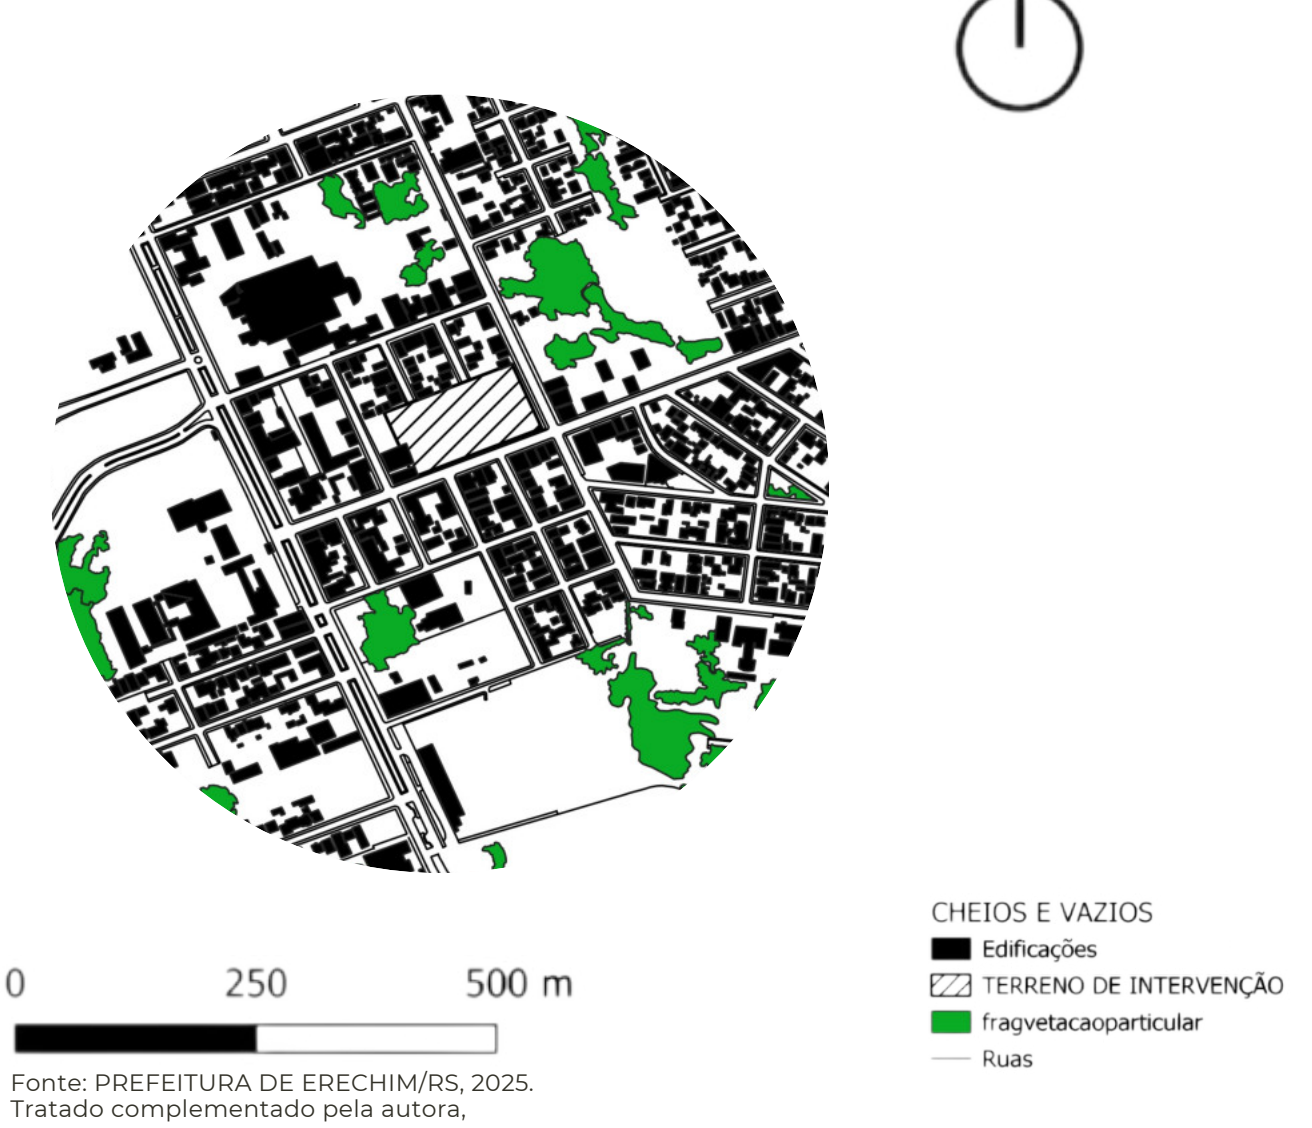 0 250 500 m
Fonte: PREFEITURA DE ERECHIM/RS, 2025.
Tratado complementado pela autora,
CHEIOS E VAZIOS
Edificações
TERRENO DE INTERVENÇÃO
fragvetacaoparticular
Ruas